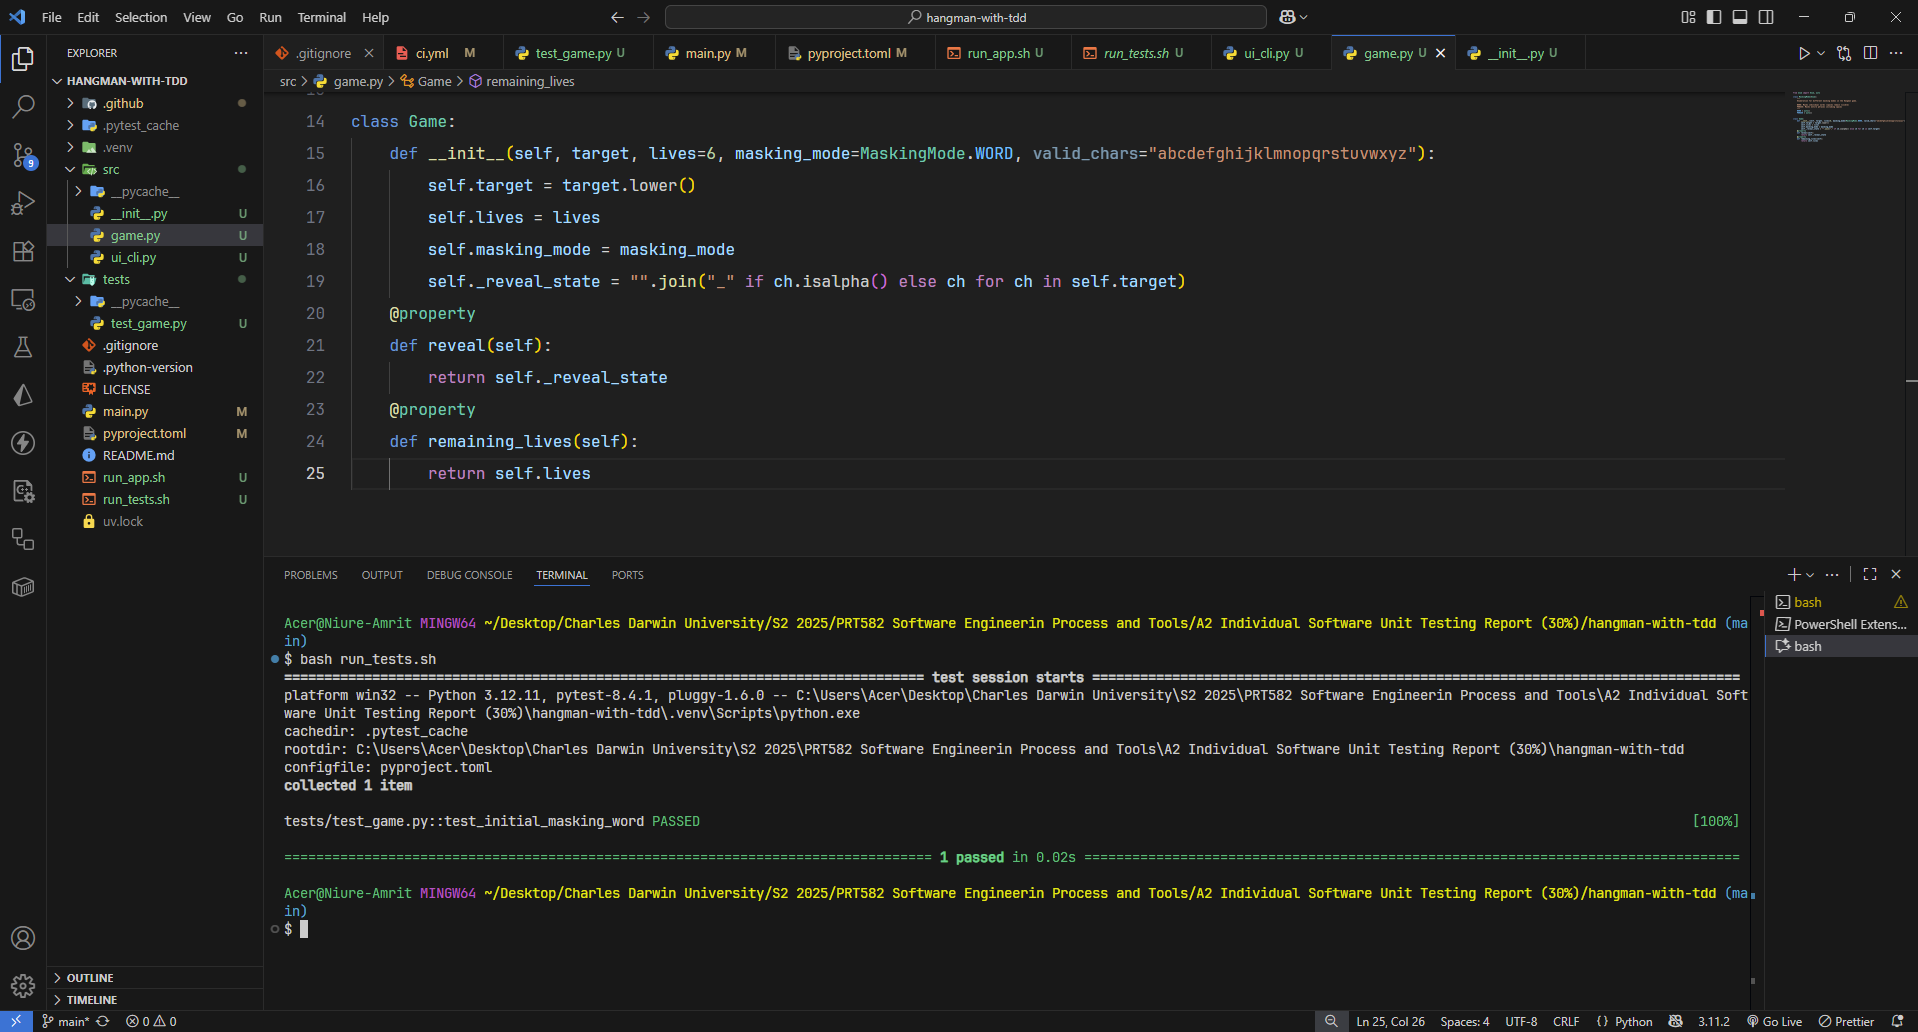 File Edit Selection View Go Run Terminal Help
hangman-with-tdd
EXPLORER
HANGMAN-WITH-TDD
.github
.pytest_cache
.venv
src
__pycache__
__init__.py U
game.py U
ui_cli.py U
tests
__pycache__
test_game.py U
.gitignore
.python-version
LICENSE
main.py M
pyproject.toml M
README.md
run_app.sh U
run_tests.sh U
uv.lock
OUTLINE
TIMELINE
9
.gitignore ci.yml M test_game.py U main.py M pyproject.toml M run_app.sh U run_tests.sh U ui_cli.py U game.py U __init__.py U
src > game.py > Game > remaining_lives
14 class Game:
15 def __init__(self, target, lives=6, masking_mode=MaskingMode.WORD, valid_chars="abcdefghijklmnopqrstuvwxyz"):
16 self.target = target.lower()
17 self.lives = lives
18 self.masking_mode = masking_mode
19 self._reveal_state = "".join("_" if ch.isalpha() else ch for ch in self.target)
20 @property
21 def reveal(self):
22 return self._reveal_state
23 @property
24 def remaining_lives(self):
25 return self.lives
PROBLEMS OUTPUT DEBUG CONSOLE TERMINAL PORTS
bash
PowerShell Extens...
bash
Acer@Niure-Amrit MINGW64 ~/Desktop/Charles Darwin University/S2 2025/PRT582 Software Engineerin Process and Tools/A2 Individual Software Unit Testing Report (30%)/hangman-with-tdd (ma
in)
$ bash run_tests.sh
================================================================================ test session starts =================================================================================
platform win32 -- Python 3.12.11, pytest-8.4.1, pluggy-1.6.0 -- C:\Users\Acer\Desktop\Charles Darwin University\S2 2025\PRT582 Software Engineerin Process and Tools\A2 Individual Soft
ware Unit Testing Report (30%)\hangman-with-tdd\.venv\Scripts\python.exe
cachedir: .pytest_cache
rootdir: C:\Users\Acer\Desktop\Charles Darwin University\S2 2025\PRT582 Software Engineerin Process and Tools\A2 Individual Software Unit Testing Report (30%)\hangman-with-tdd
configfile: pyproject.toml
collected 1 item
tests/test_game.py::test_initial_masking_word PASSED [100%]
================================================================================= 1 passed in 0.02s ==================================================================================
Acer@Niure-Amrit MINGW64 ~/Desktop/Charles Darwin University/S2 2025/PRT582 Software Engineerin Process and Tools/A2 Individual Software Unit Testing Report (30%)/hangman-with-tdd (ma
in)
$
main* 0 0 Ln 25, Col 26 Spaces: 4 UTF-8 CRLF {} Python 3.11.2 Go Live Prettier